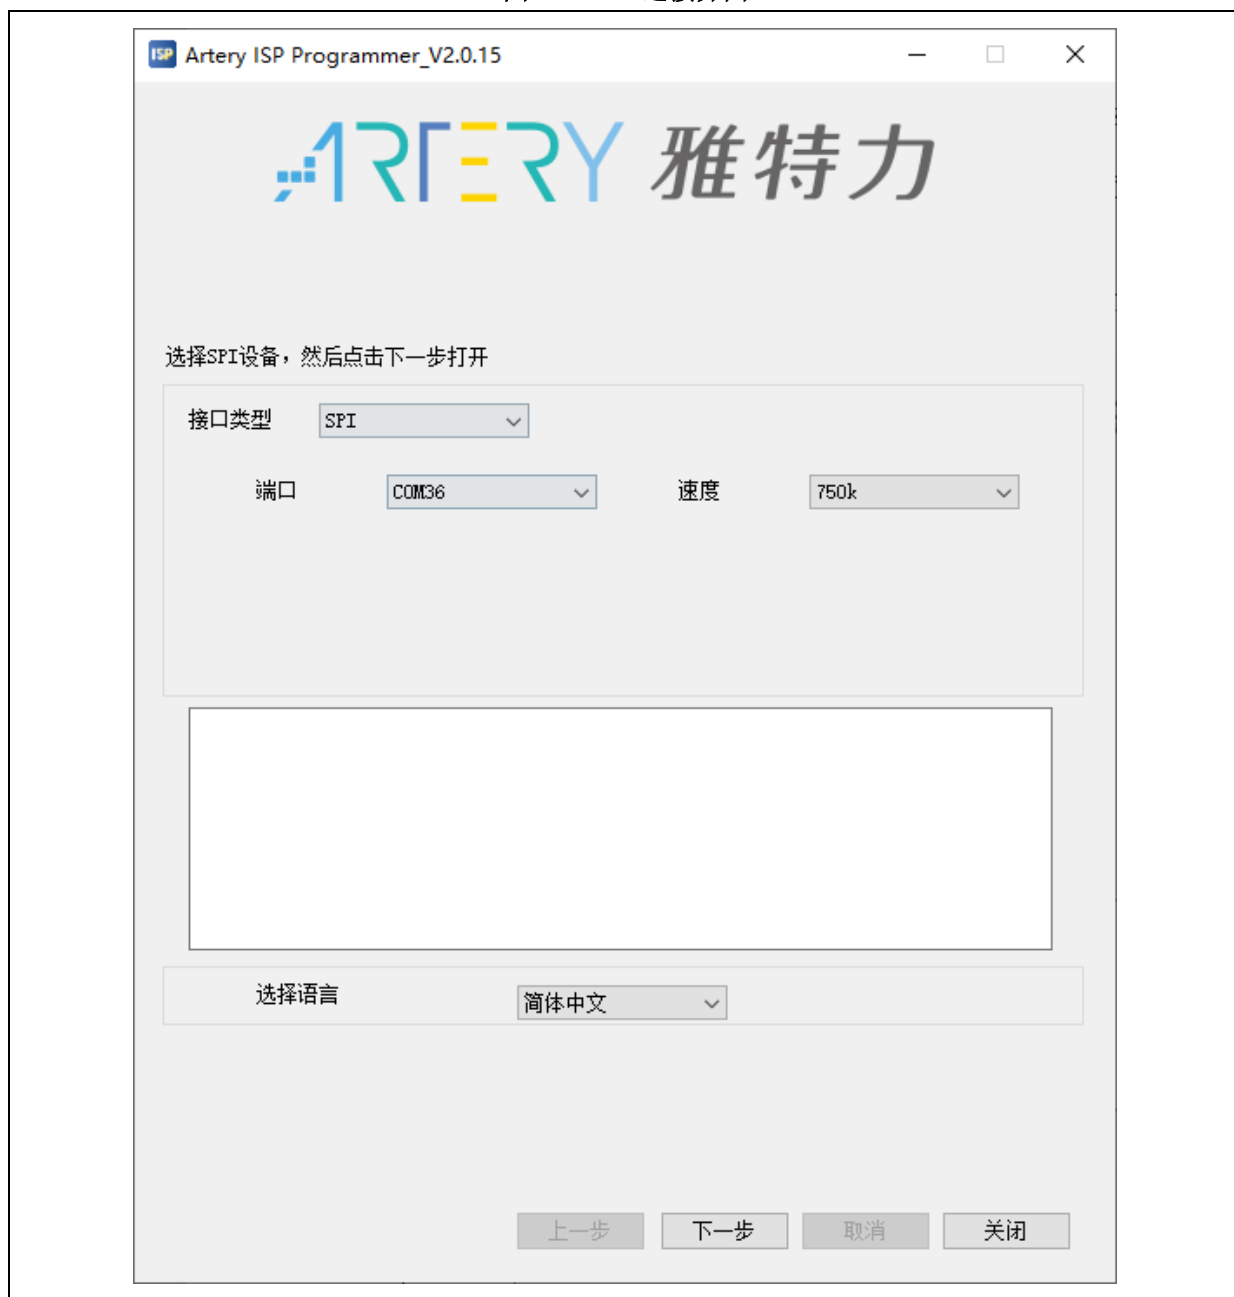 ISP Artery ISP Programmer_V2.0.15
ARTERY 雅特力
选择SPI设备，然后点击下一步打开
接口类型 SPI
端口 COM36 速度 750k
选择语言 简体中文
上一步 下一步 取消 关闭